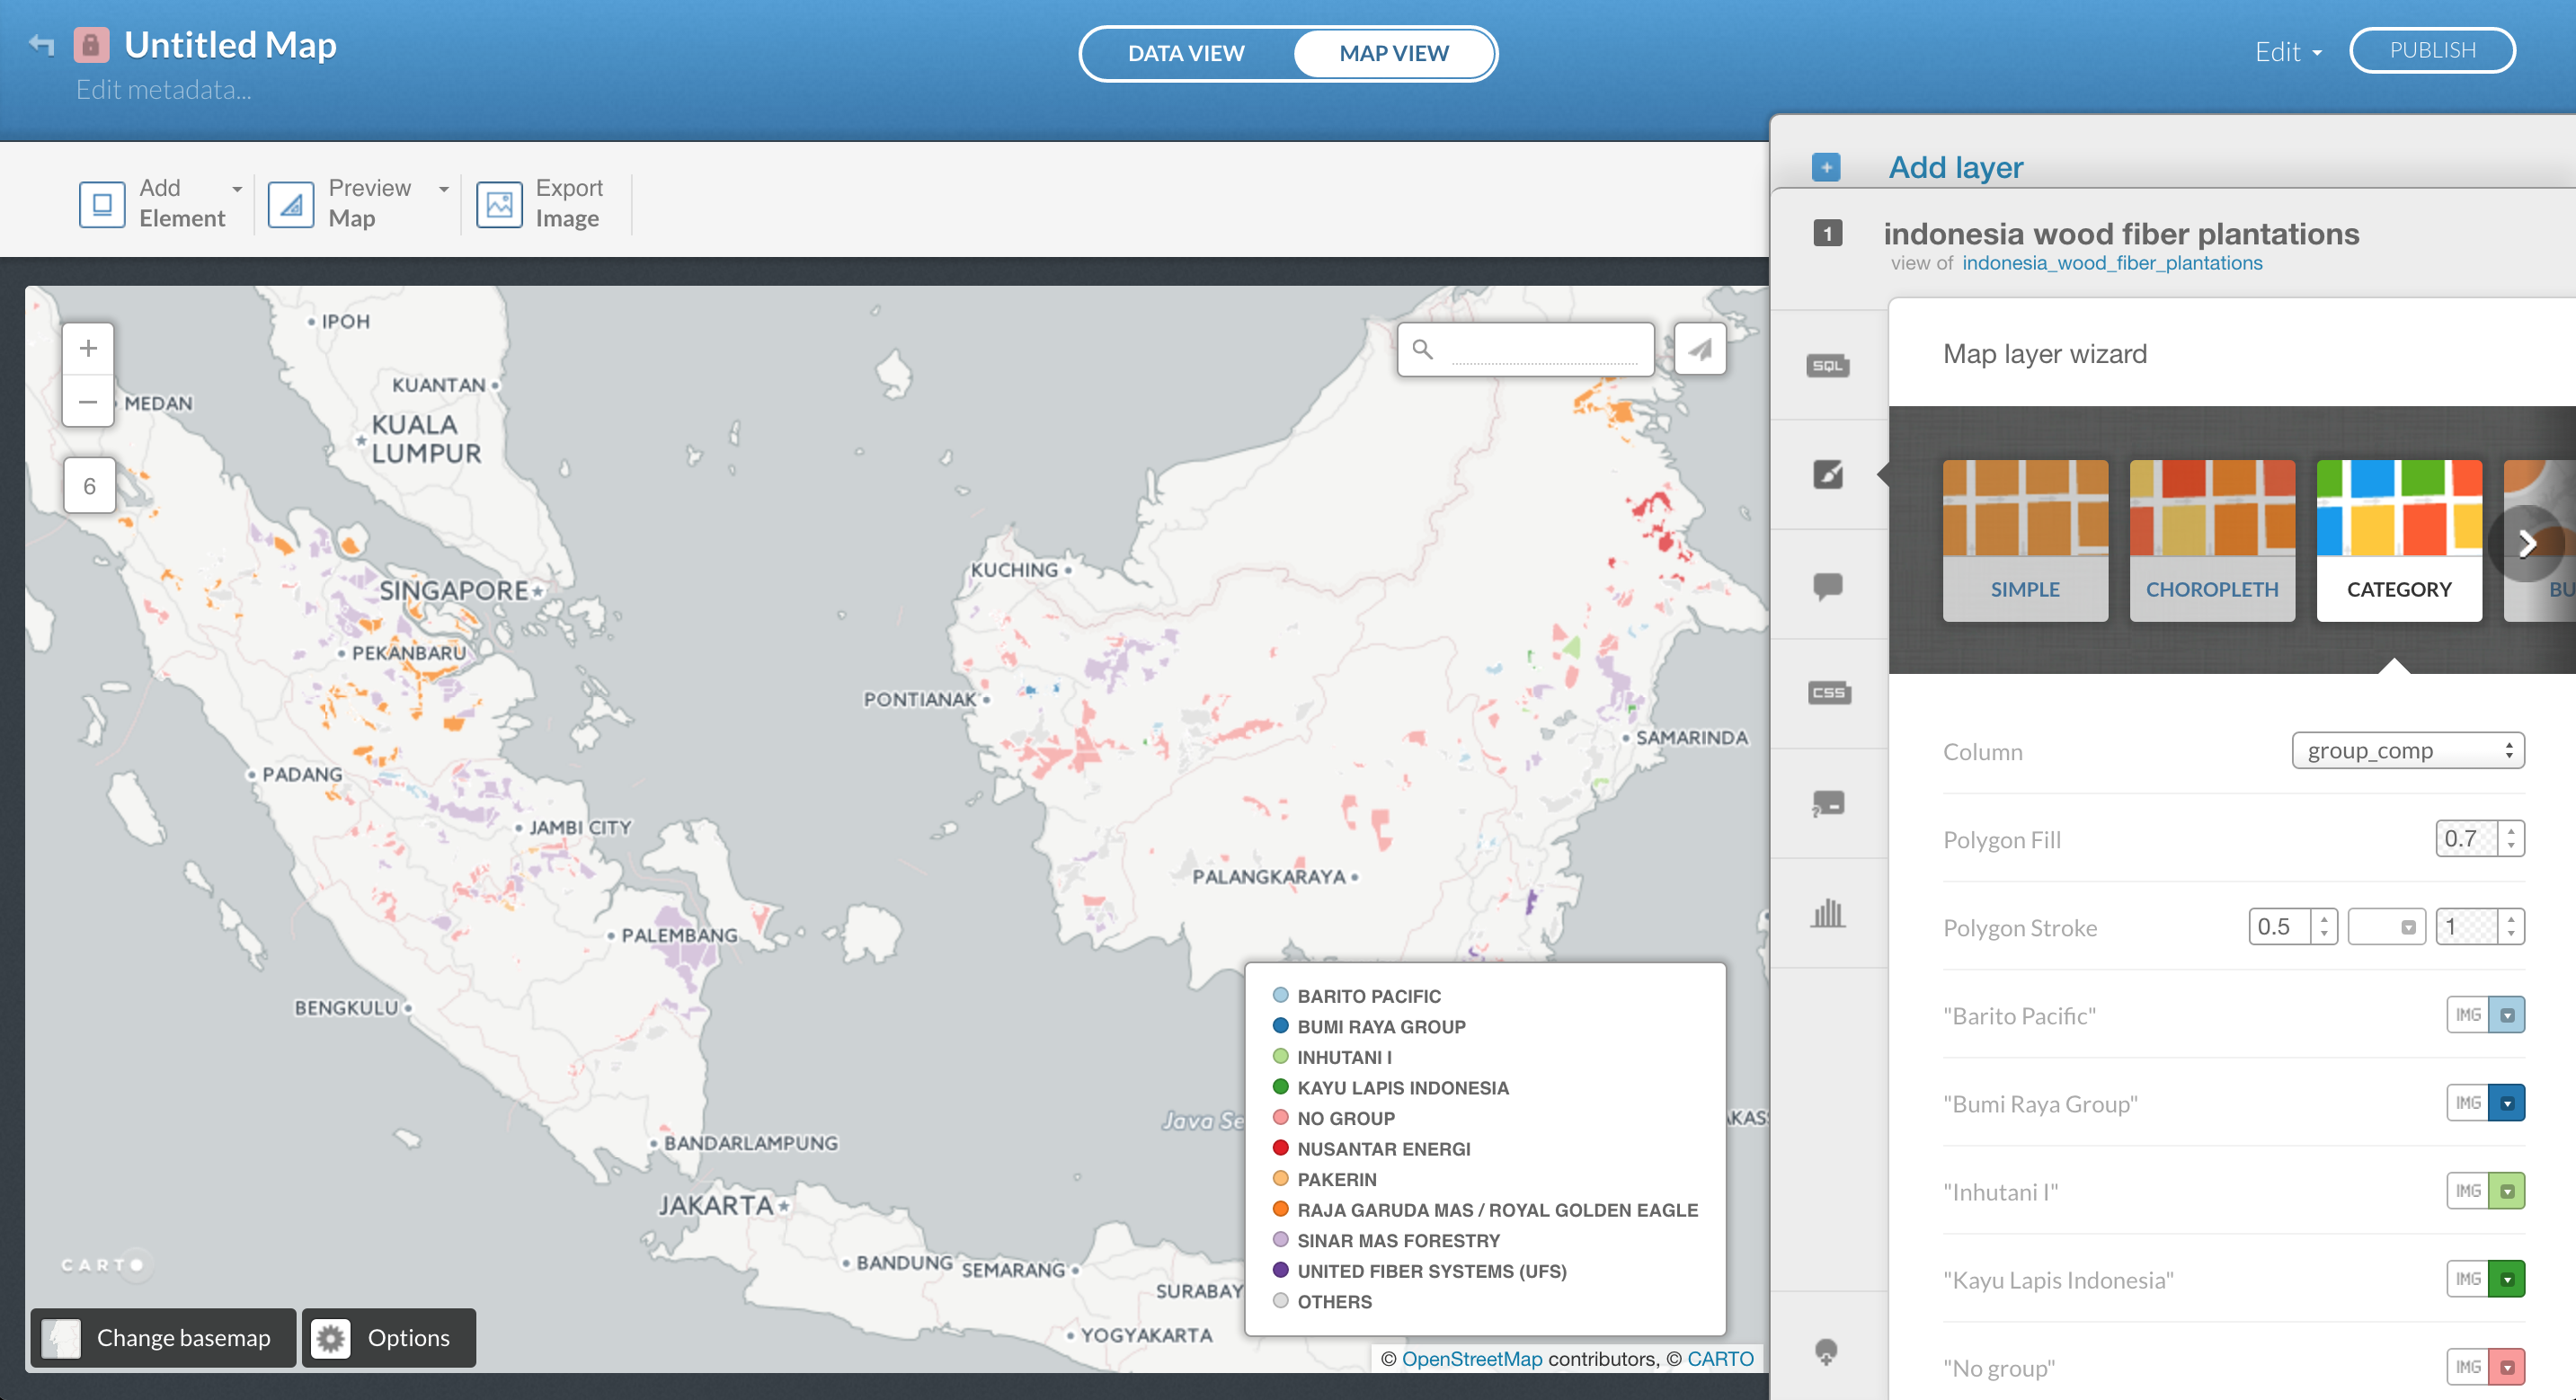 Untitled Map
Edit metadata...
DATA VIEW
MAP VIEW
Edit
PUBLISH
Add
Element
Preview
Map
Export
Image
Add layer
1
indonesia wood fiber plantations
view of indonesia_wood_fiber_plantations
SQL
CSS
?
Map layer wizard
SIMPLE
CHOROPLETH
CATEGORY
BU
Column
group_comp
Polygon Fill
0.7
Polygon Stroke
0.5
1
"Barito Pacific"
IMG
"Bumi Raya Group"
IMG
"Inhutani I"
IMG
"Kayu Lapis Indonesia"
IMG
"No group"
IMG
+
−
6
IPOH
KUANTAN
MEDAN
KUALA
LUMPUR
SINGAPORE
KUCHING
PEKANBARU
PONTIANAK
SAMARINDA
PADANG
JAMBI CITY
PALANGKARAYA
PALEMBANG
BENGKULU
Java Se
KASS
BANDARLAMPUNG
JAKARTA
BANDUNG
SEMARANG
SURABAY
YOGYAKARTA
BARITO PACIFIC
BUMI RAYA GROUP
INHUTANI I
KAYU LAPIS INDONESIA
NO GROUP
NUSANTAR ENERGI
PAKERIN
RAJA GARUDA MAS / ROYAL GOLDEN EAGLE
SINAR MAS FORESTRY
UNITED FIBER SYSTEMS (UFS)
OTHERS
CARTO
Change basemap
Options
© OpenStreetMap contributors, © CARTO